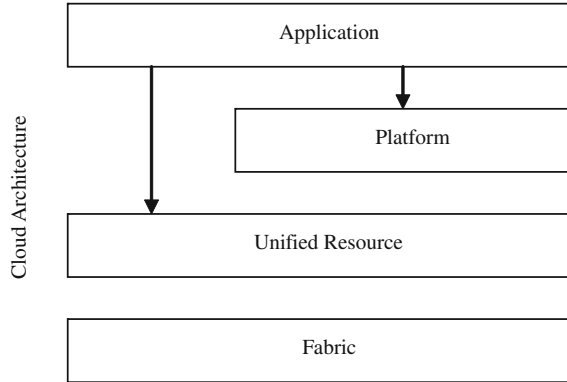 Application
Platform
Cloud Architecture
Unified Resource
Fabric